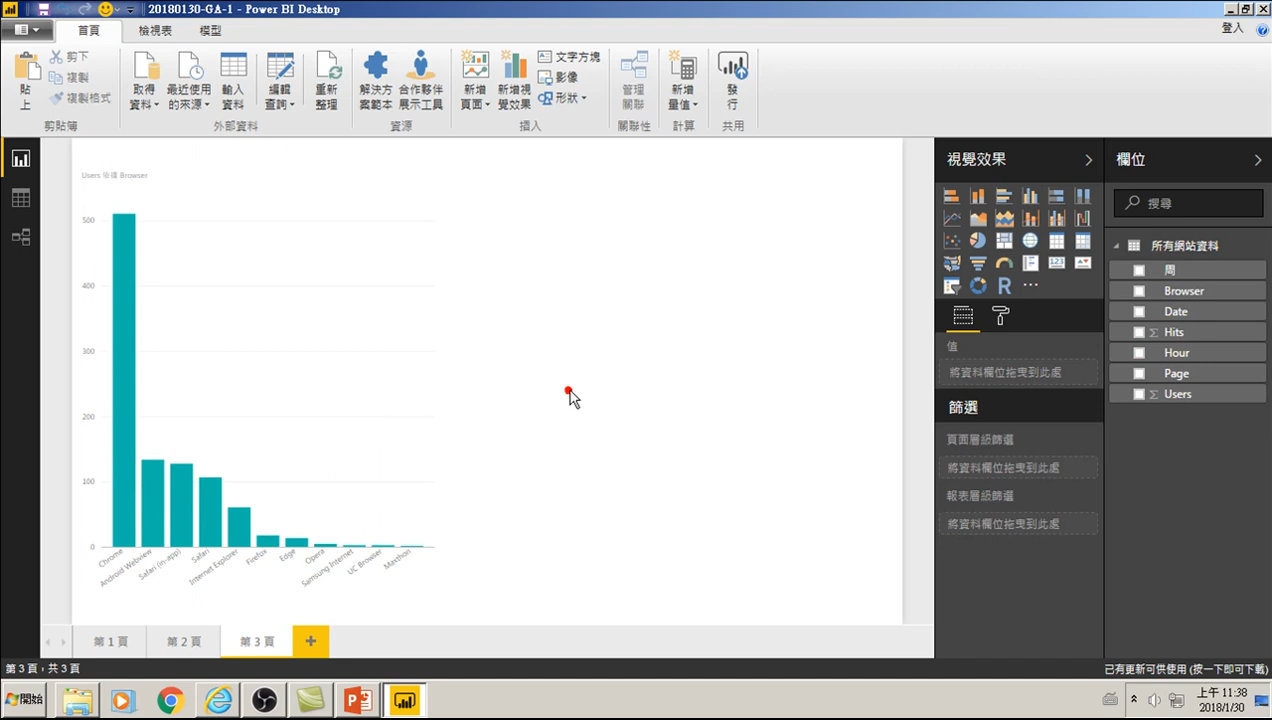 20180130-GA-1 - Power BI Desktop
首頁 檢視表 模型
登入
貼上
剪下
複製
複製格式
剪貼簿
取得資料
最近使用的來源
輸入資料
編輯查詢
重新整理
外部資料
解決方案範本
合作夥伴展示工具
資源
新增頁面
新增視覺效果
文字方塊
影像
形狀
插入
管理關聯
關聯性
新增量值
計算
發行
共用
Users 依據 Browser
500
400
300
200
100
0
Chrome
Android Webview
Safari (in-app)
Safari
Internet Explorer
Firefox
Edge
Opera
Samsung Internet
UC Browser
Maxthon
視覺效果
R
123
值
將資料欄位拖曳到此處
篩選
頁面層級篩選
將資料欄位拖曳到此處
報表層級篩選
將資料欄位拖曳到此處
欄位
搜尋
所有網站資料
周
Browser
Date
Σ Hits
Hour
Page
Σ Users
第 1 頁 第 2 頁 第 3 頁 +
第 3 頁，共 3 頁
已有更新可供使用 (按一下即可下載)
開始
上午 11:38
2018/1/30